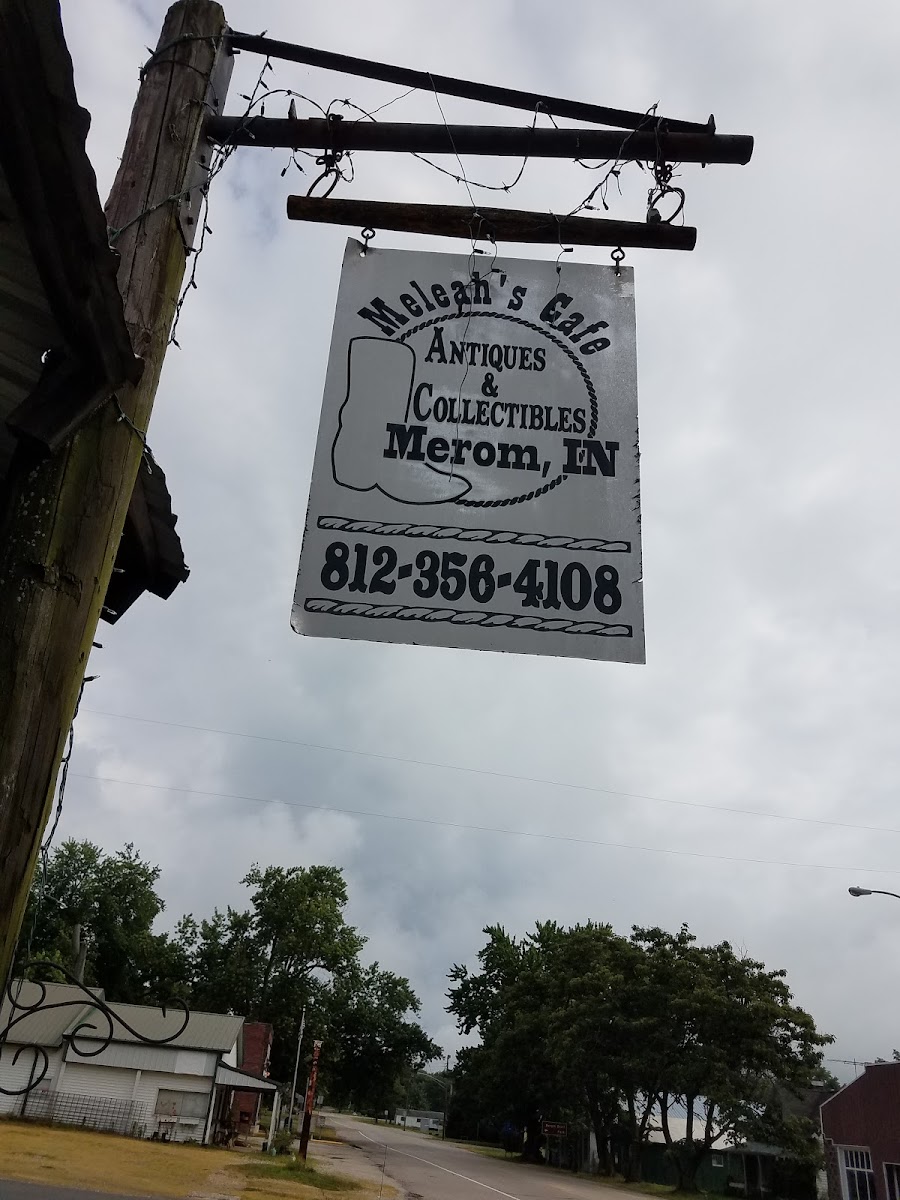 Meleah's Cafe
ANTIQUES
&
COLLECTIBLES
Merom, IN
812-356-4108